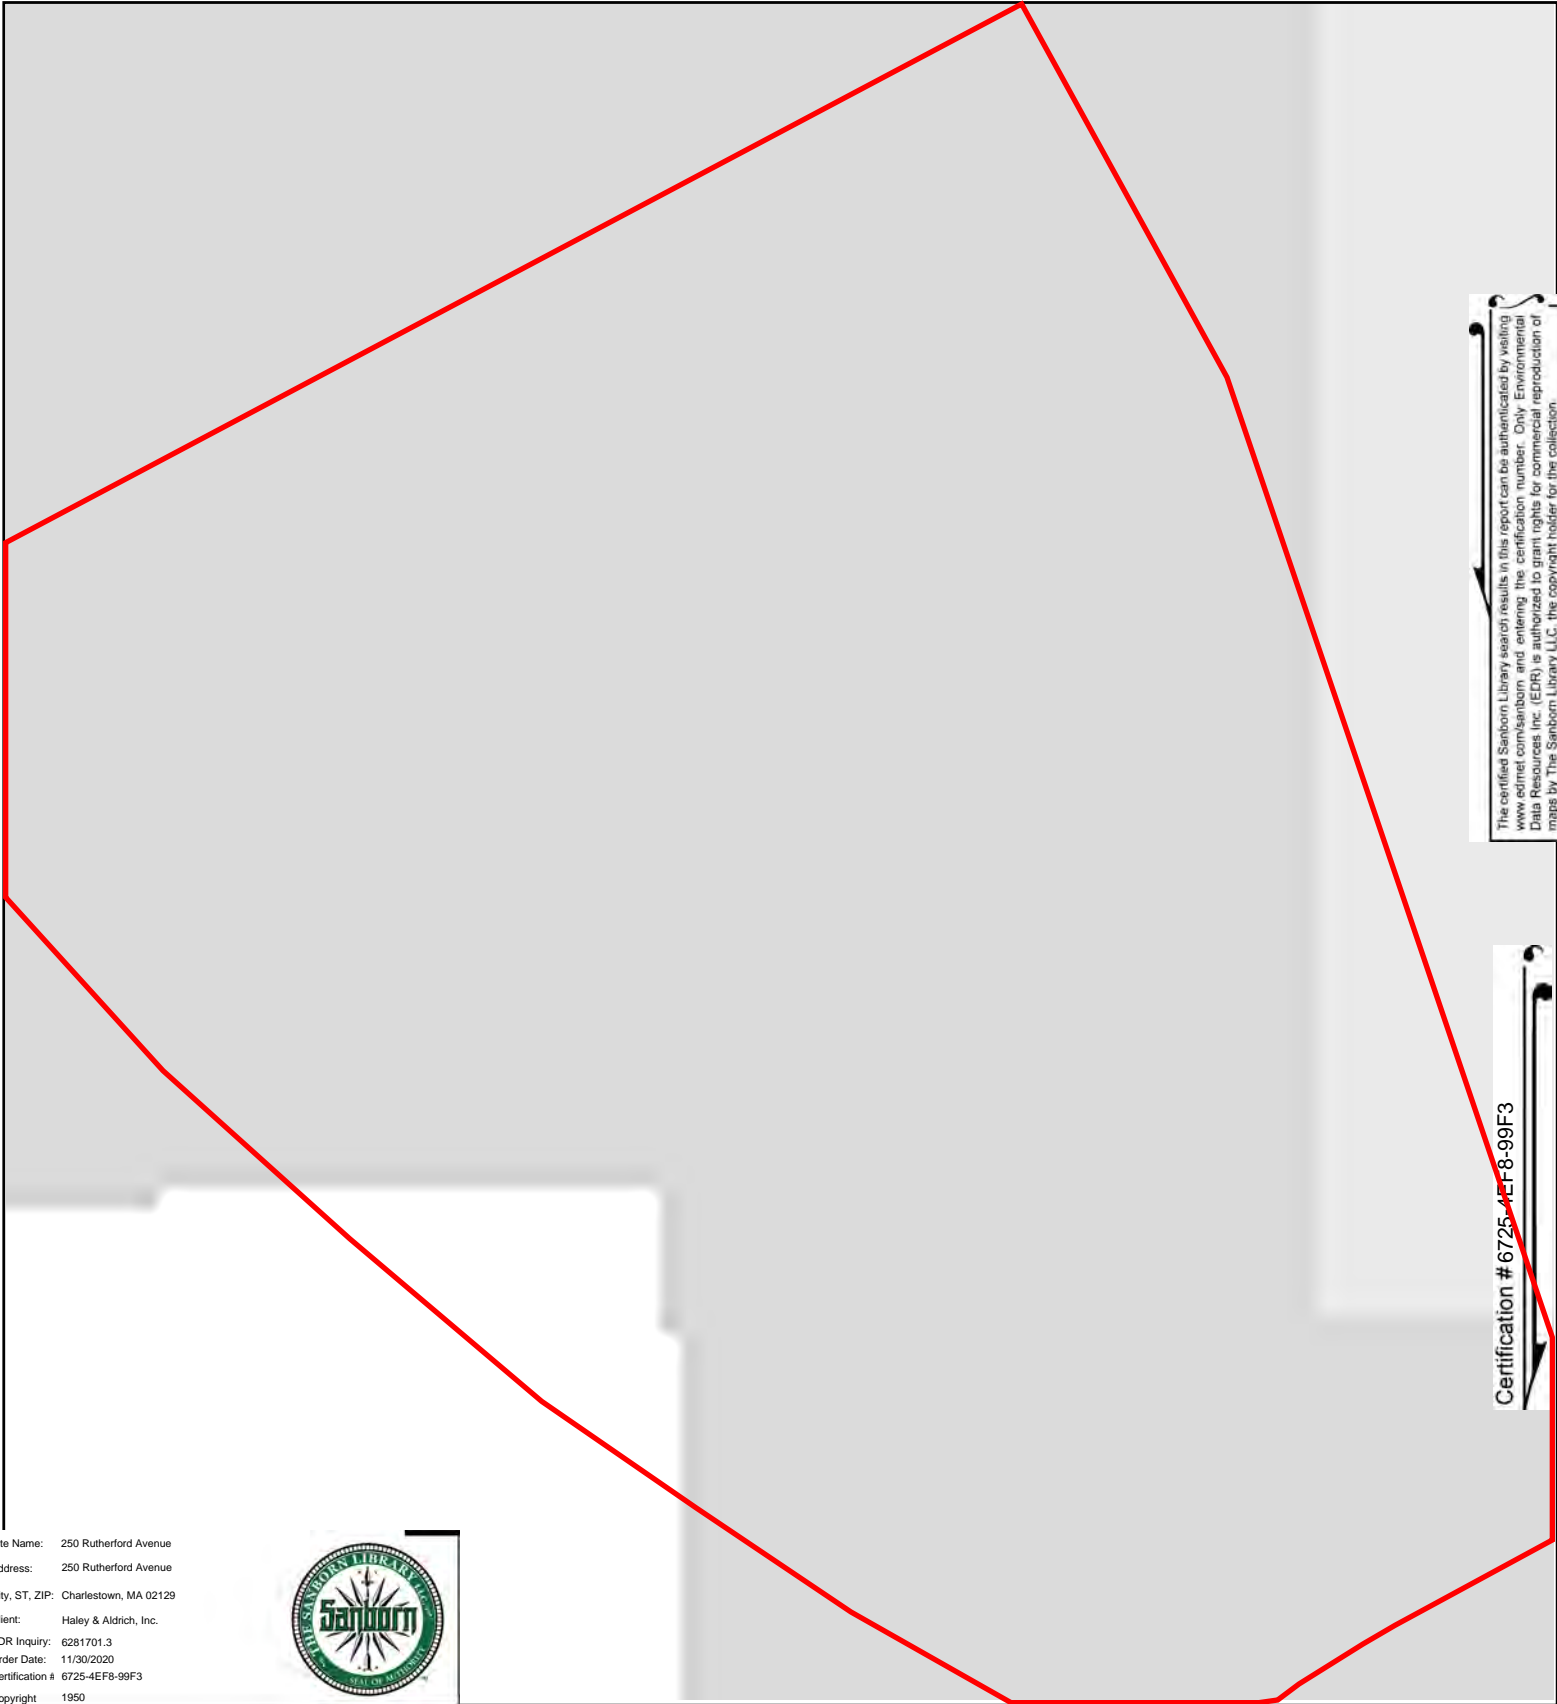 The certified Sanborn Library search results in this report can be authenticated by visiting
www.edrnet.com/sanborn and entering the certification number. Only Environmental
Data Resources Inc. (EDR) is authorized to grant rights for commercial reproduction of
maps by The Sanborn Library LLC, the copyright holder for the collection.
Certification # 6725-4EF8-99F3
te Name: 250 Rutherford Avenue
ddress: 250 Rutherford Avenue
ity, ST, ZIP: Charlestown, MA 02129
lient: Haley & Aldrich, Inc.
DR Inquiry: 6281701.3
rder Date: 11/30/2020
ertification # 6725-4EF8-99F3
opyright 1950
THE SANBORN LIBRARY LLC
Sanborn
SEAL OF AUTHORITY